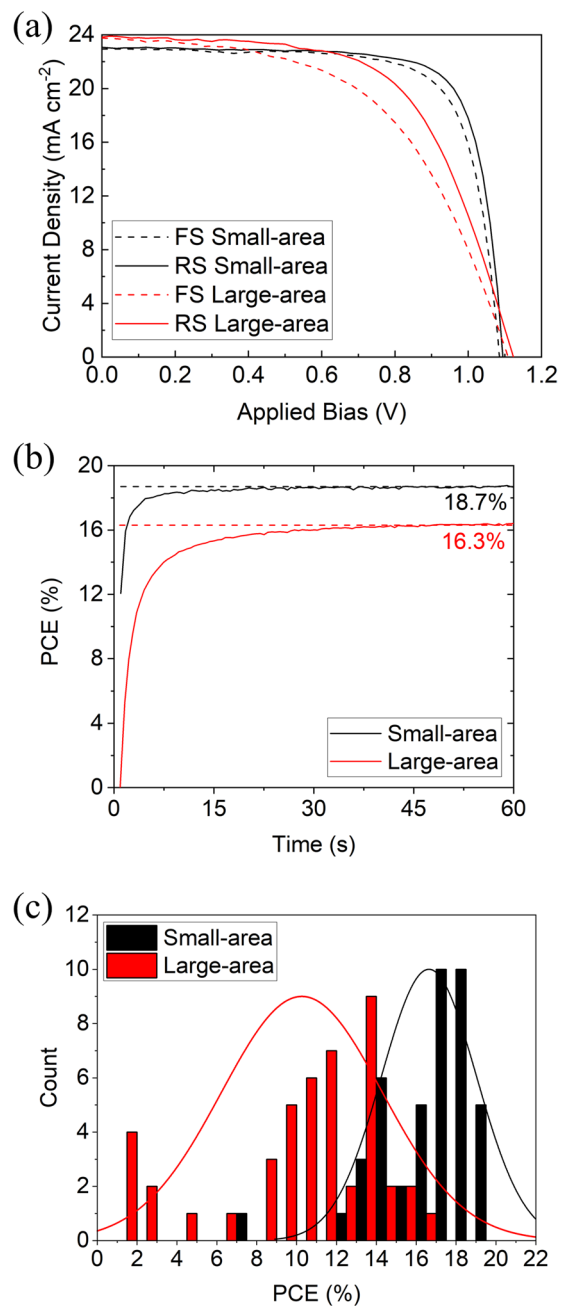 (a)
24
20
16
12
8
4
0
Current Density (mA cm⁻²)
FS Small-area
RS Small-area
FS Large-area
RS Large-area
0.0 0.2 0.4 0.6 0.8 1.0 1.2
Applied Bias (V)
(b)
20
16
12
8
4
0
PCE (%)
18.7%
16.3%
Small-area
Large-area
0 15 30 45 60
Time (s)
(c)
12
10
8
6
4
2
0
Count
Small-area
Large-area
0 2 4 6 8 10 12 14 16 18 20 22
PCE (%)